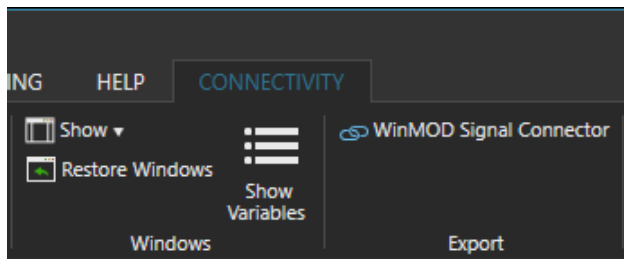 ING HELP CONNECTIVITY
Show
Restore Windows
Show
Variables
Windows
WinMOD Signal Connector
Export